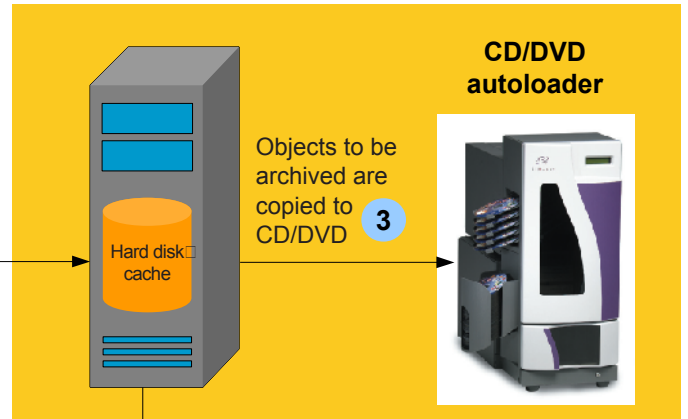 CD/DVD
autoloader
Objects to be
archived are
copied to
CD/DVD
3
Hard disk
cache